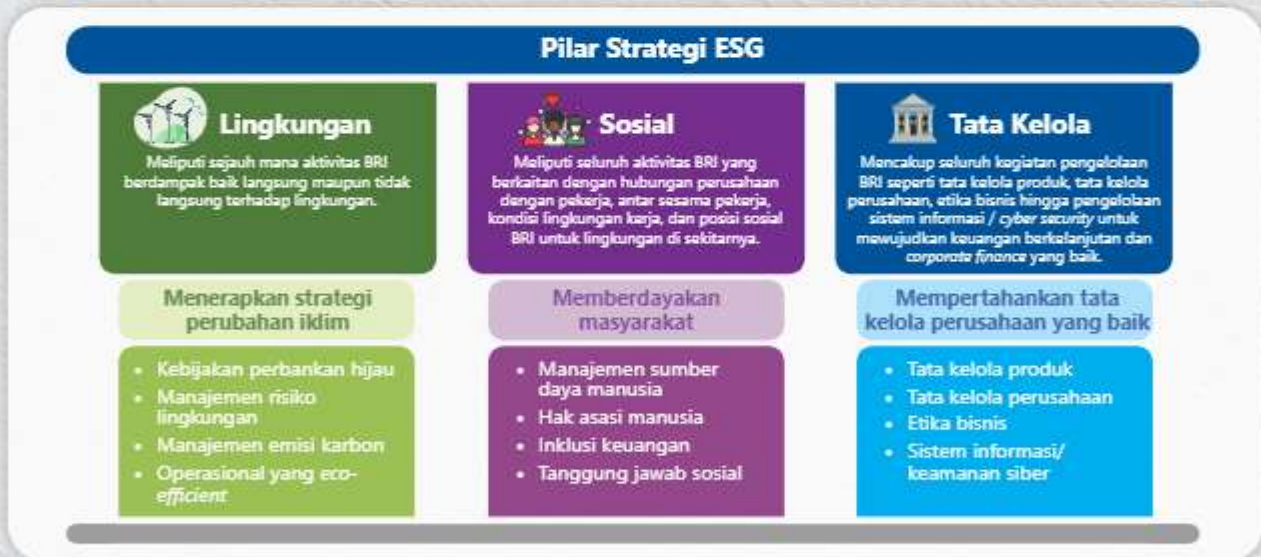 Pilar Strategi ESG
Lingkungan
Meliputi sejauh mana aktivitas BRI
berdampak baik langsung maupun tidak
langsung terhadap lingkungan.
Menerapkan strategi
perubahan iklim
• Kebijakan perbankan hijau
• Manajemen risiko
lingkungan
• Manajemen emisi karbon
• Operasional yang eco-
efficient
Sosial
Meliputi seluruh aktivitas BRI yang
berkaitan dengan hubungan perusahaan
dengan pekerja, antar sesama pekerja,
kondisi lingkungan kerja, dan posisi sosial
BRI untuk lingkungan di sekitarnya.
Memberdayakan
masyarakat
• Manajemen sumber
daya manusia
• Hak asasi manusia
• Inklusi keuangan
• Tanggung jawab sosial
Tata Kelola
Mencakup seluruh kegiatan pengelolaan
BRI seperti tata kelola produk, tata kelola
perusahaan, etika bisnis hingga pengelolaan
sistem informasi / cyber security untuk
mewujudkan keuangan berkelanjutan dan
corporate finance yang baik.
Mempertahankan tata
kelola perusahaan yang baik
• Tata kelola produk
• Tata kelola perusahaan
• Etika bisnis
• Sistem informasi/
keamanan siber